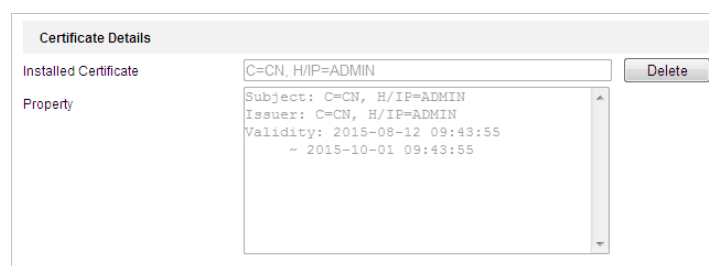 Certificate Details
Installed Certificate C=CN, H/IP=ADMIN Delete
Property
Subject: C=CN, H/IP=ADMIN
Issuer: C=CN, H/IP=ADMIN
Validity: 2015-08-12 09:43:55
~ 2015-10-01 09:43:55